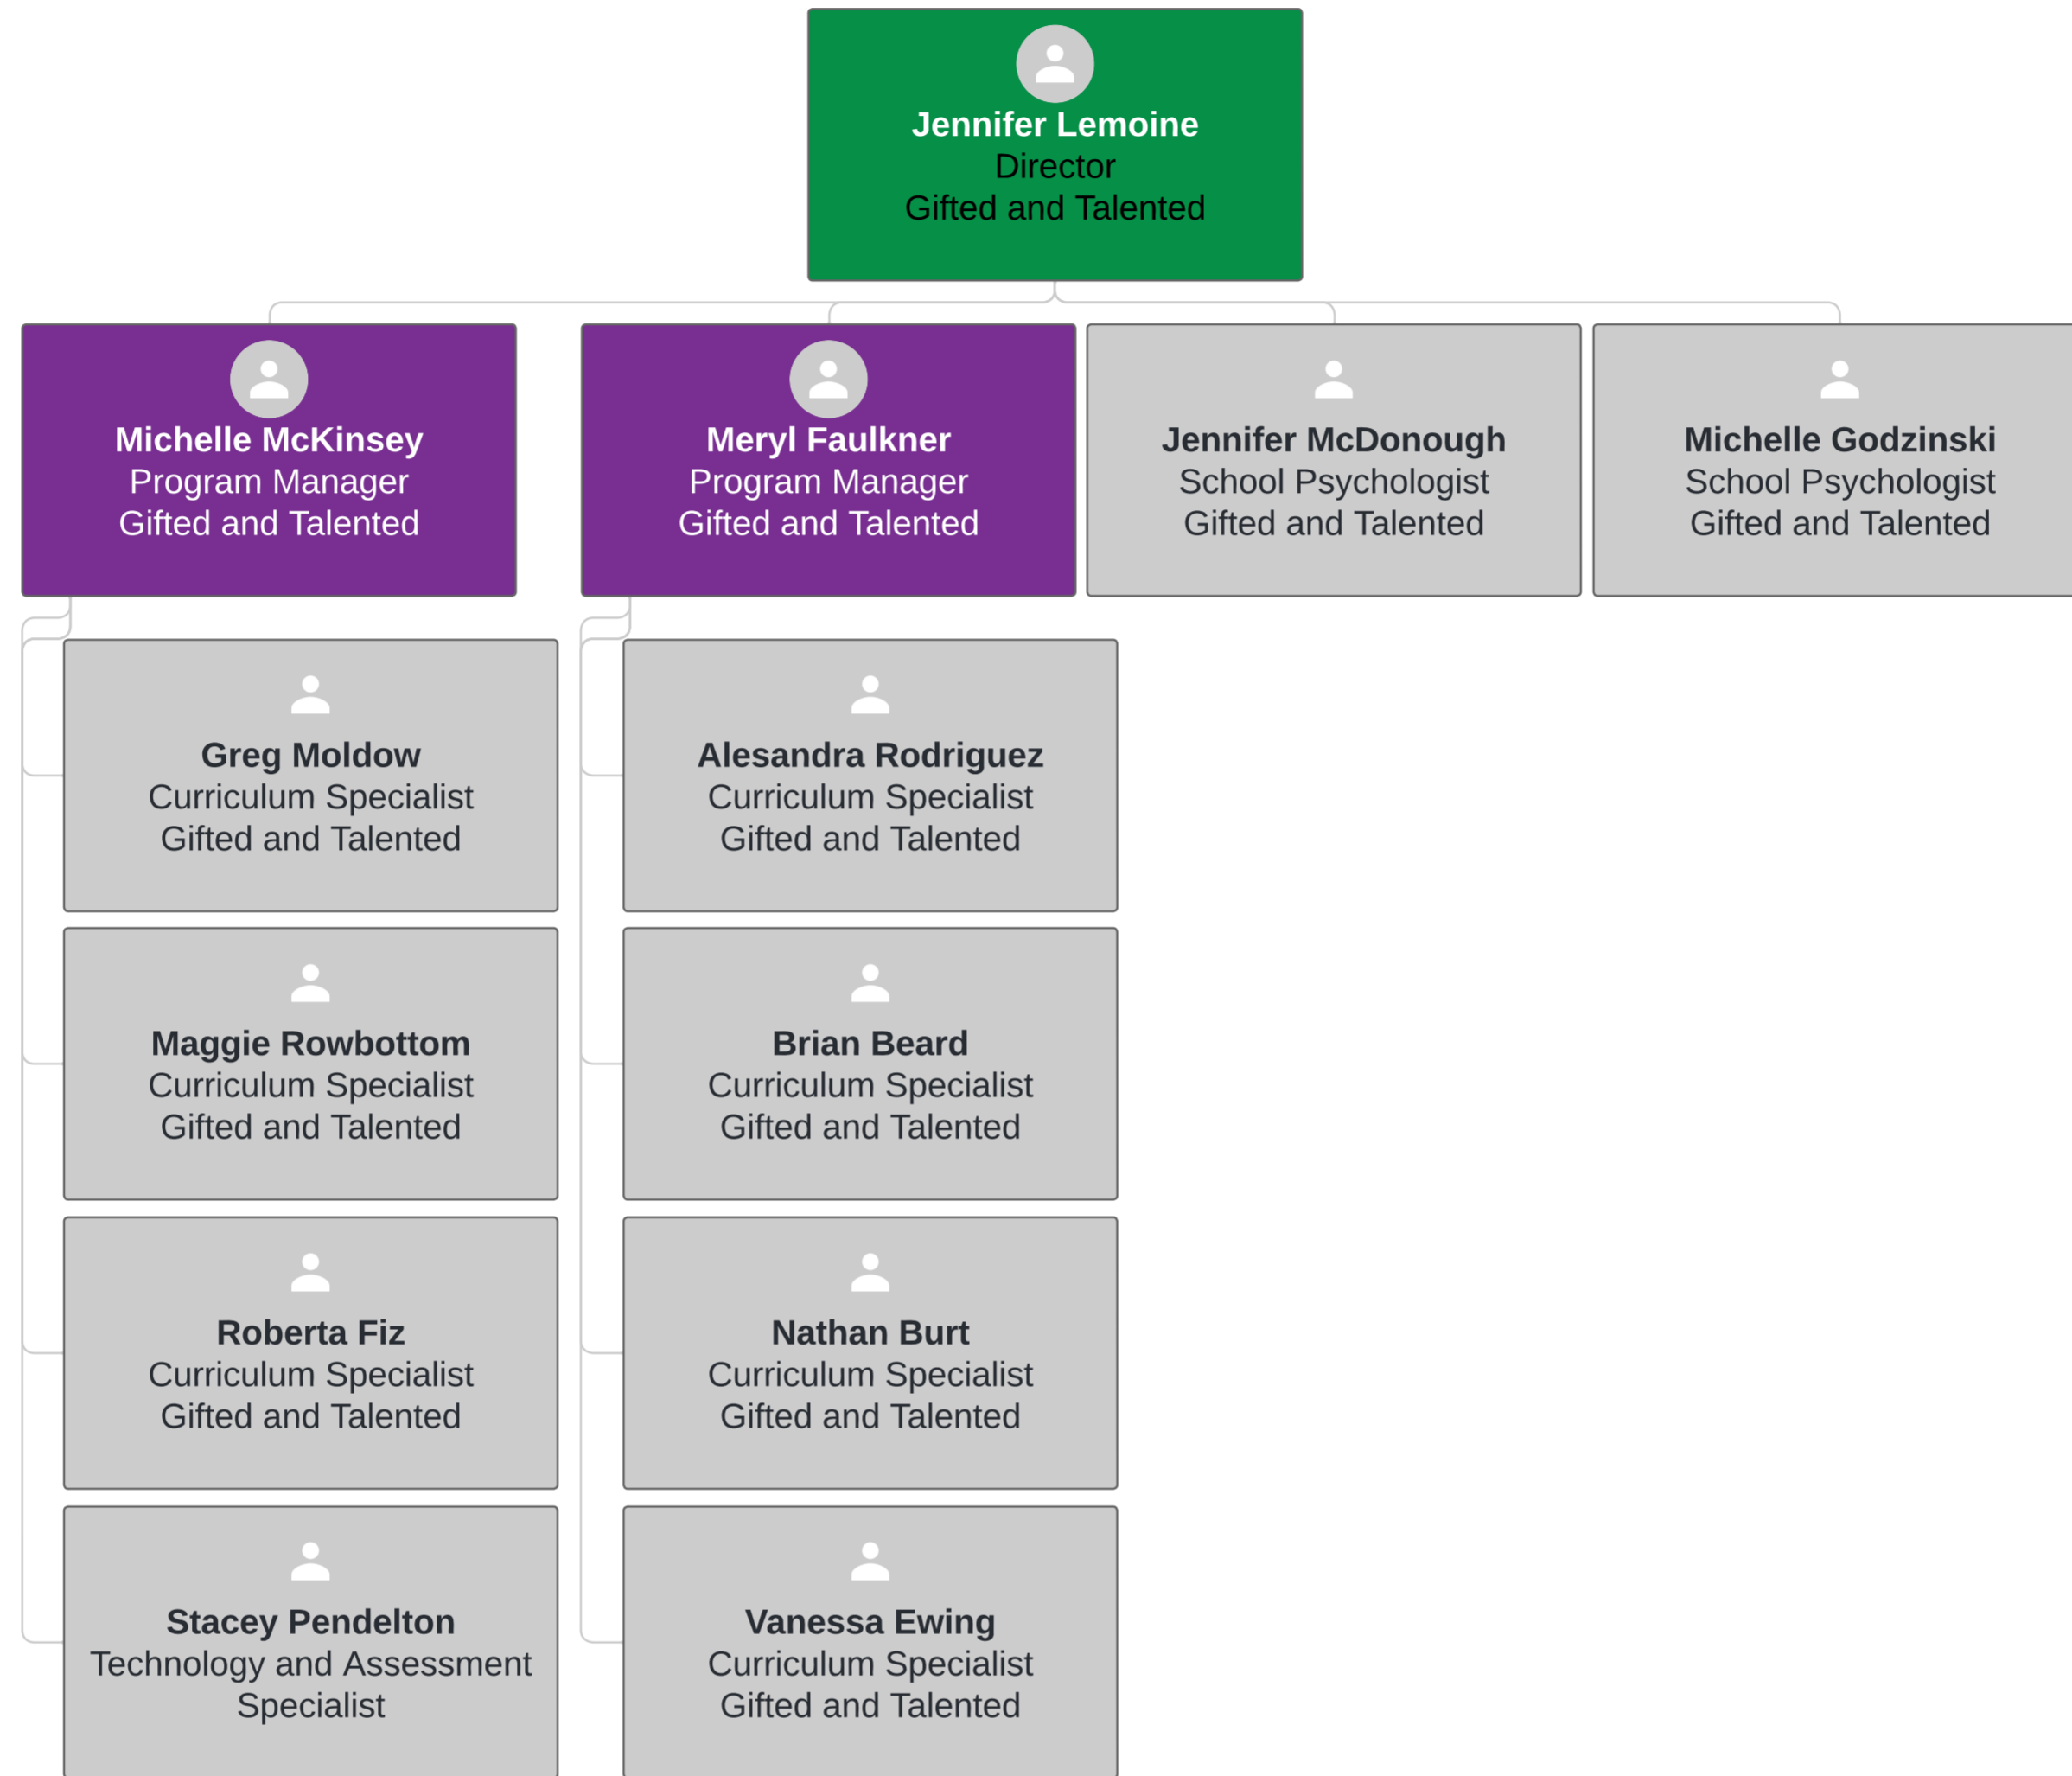 Jennifer Lemoine
Director
Gifted and Talented
Michelle McKinsey
Program Manager
Gifted and Talented
Meryl Faulkner
Program Manager
Gifted and Talented
Jennifer McDonough
School Psychologist
Gifted and Talented
Michelle Godzinski
School Psychologist
Gifted and Talented
Greg Moldow
Curriculum Specialist
Gifted and Talented
Maggie Rowbottom
Curriculum Specialist
Gifted and Talented
Roberta Fiz
Curriculum Specialist
Gifted and Talented
Stacey Pendelton
Technology and Assessment
Specialist
Alesandra Rodriguez
Curriculum Specialist
Gifted and Talented
Brian Beard
Curriculum Specialist
Gifted and Talented
Nathan Burt
Curriculum Specialist
Gifted and Talented
Vanessa Ewing
Curriculum Specialist
Gifted and Talented